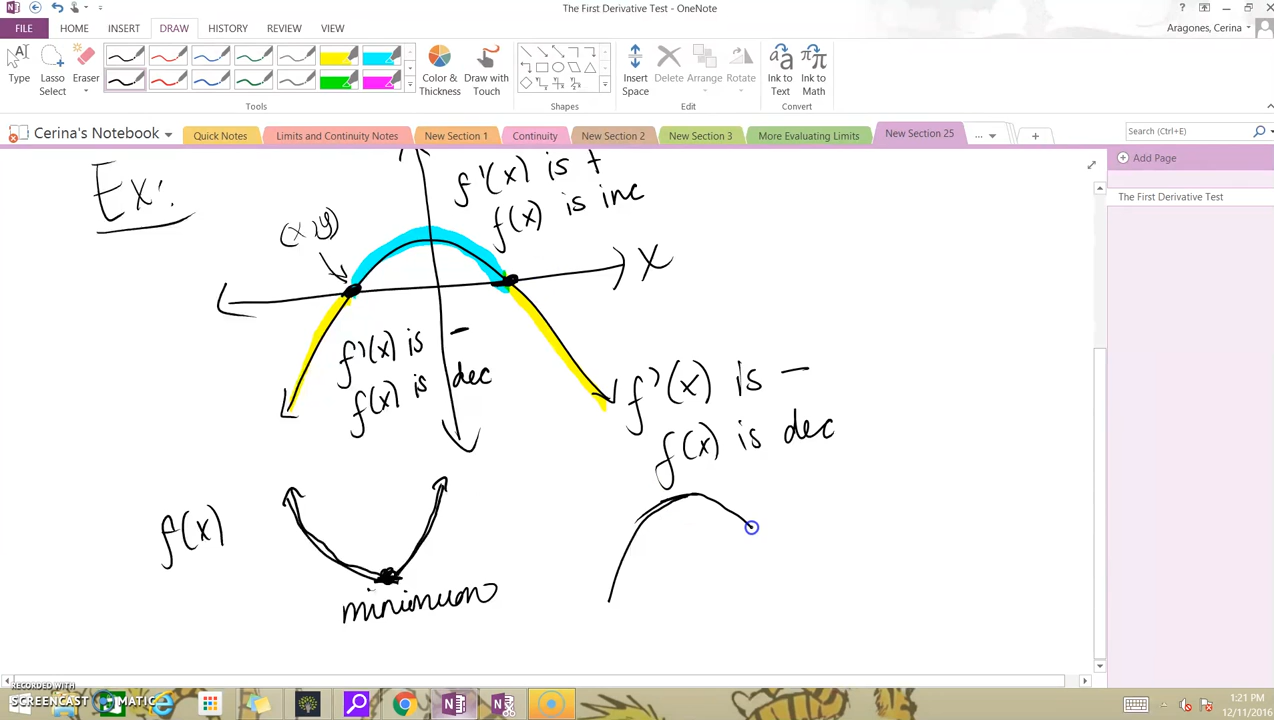 The First Derivative Test - OneNote
FILE HOME INSERT DRAW HISTORY REVIEW VIEW
Aragones, Cerina
Type Lasso Select Eraser Color & Thickness Draw with Touch Insert Space Delete Arrange Rotate Ink to Text Ink to Math
Tools Shapes Edit Convert
Cerina's Notebook Quick Notes Limits and Continuity Notes New Section 1 Continuity New Section 2 New Section 3 More Evaluating Limits New Section 25 ... Search (Ctrl+E)
Add Page
The First Derivative Test
Ex:
f'(x) is +
f(x) is inc
(x,y)
x
f'(x) is -
f(x) is dec
f'(x) is -
f(x) is dec
f(x)
minimum
RECORDED WITH
SCREENCAST MATIC
1:21 PM
12/11/2016